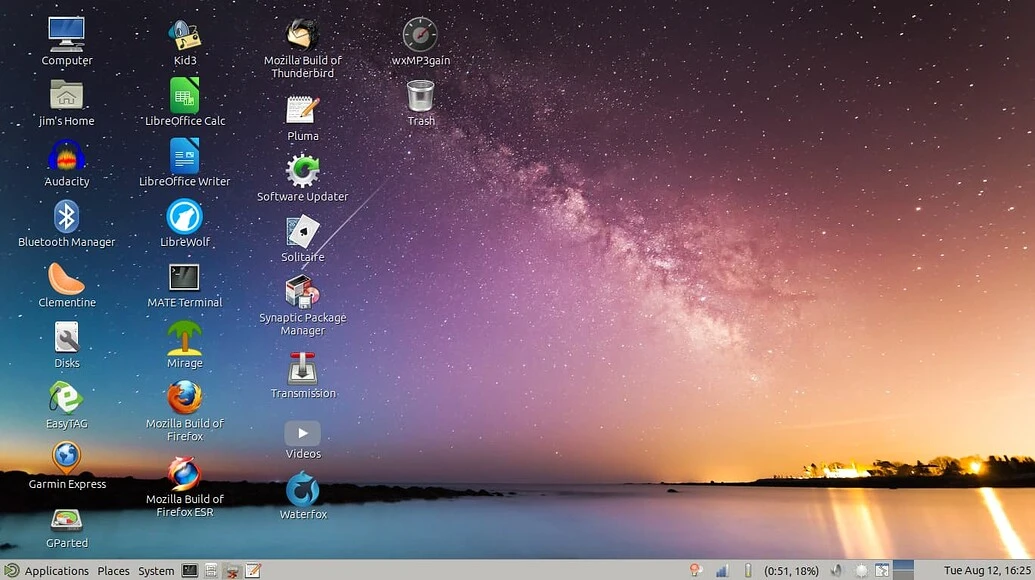 Computer
jim's Home
Audacity
Bluetooth Manager
Clementine
Disks
EasyTAG
Garmin Express
GParted
Kid3
LibreOffice Calc
LibreOffice Writer
LibreWolf
MATE Terminal
Mirage
Mozilla Build of
Firefox
Mozilla Build of
Firefox ESR
Mozilla Build of
Thunderbird
Pluma
Software Updater
Solitaire
Synaptic Package
Manager
Transmission
Videos
Waterfox
wxMP3gain
Trash
Applications Places System (0:51, 18%) Tue Aug 12, 16:25